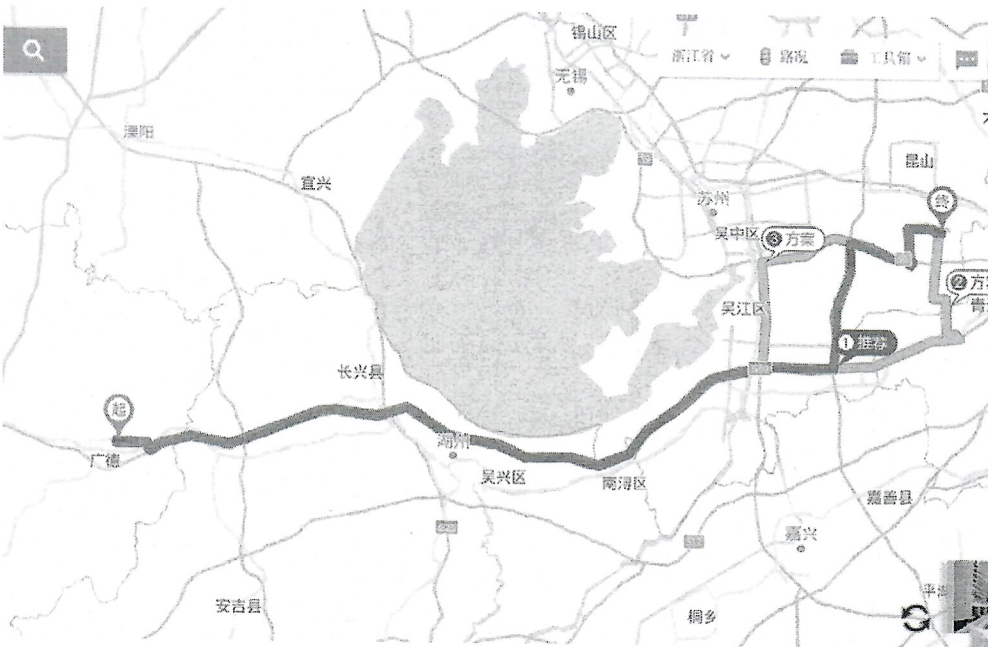 锡山区
浙江省
路况
工具箱
无锡
溧阳
昆山
宜兴
苏州
终
吴中区
3 方案
2 方
吴江区
青
1 推荐
长兴县
起
湖州
广德
吴兴区
南浔区
嘉善县
嘉兴
平湖
安吉县
桐乡